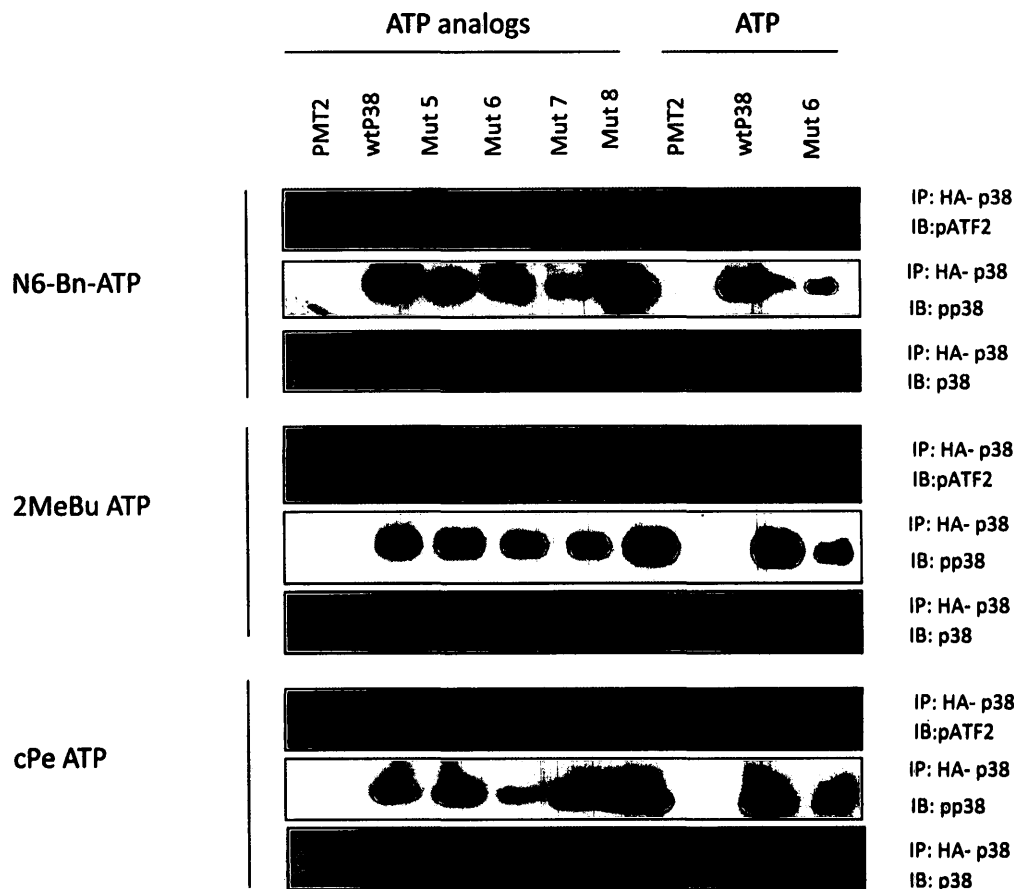 ATP analogs ATP
PMT2 wtP38 Mut 5 Mut 6 Mut 7 Mut 8 PMT2 wtP38 Mut 6
N6-Bn-ATP
IP: HA- p38
IB:pATF2
IP: HA- p38
IB: pp38
IP: HA- p38
IB: p38
2MeBu ATP
IP: HA- p38
IB:pATF2
IP: HA- p38
IB: pp38
IP: HA- p38
IB: p38
cPe ATP
IP: HA- p38
IB:pATF2
IP: HA- p38
IB: pp38
IP: HA- p38
IB: p38